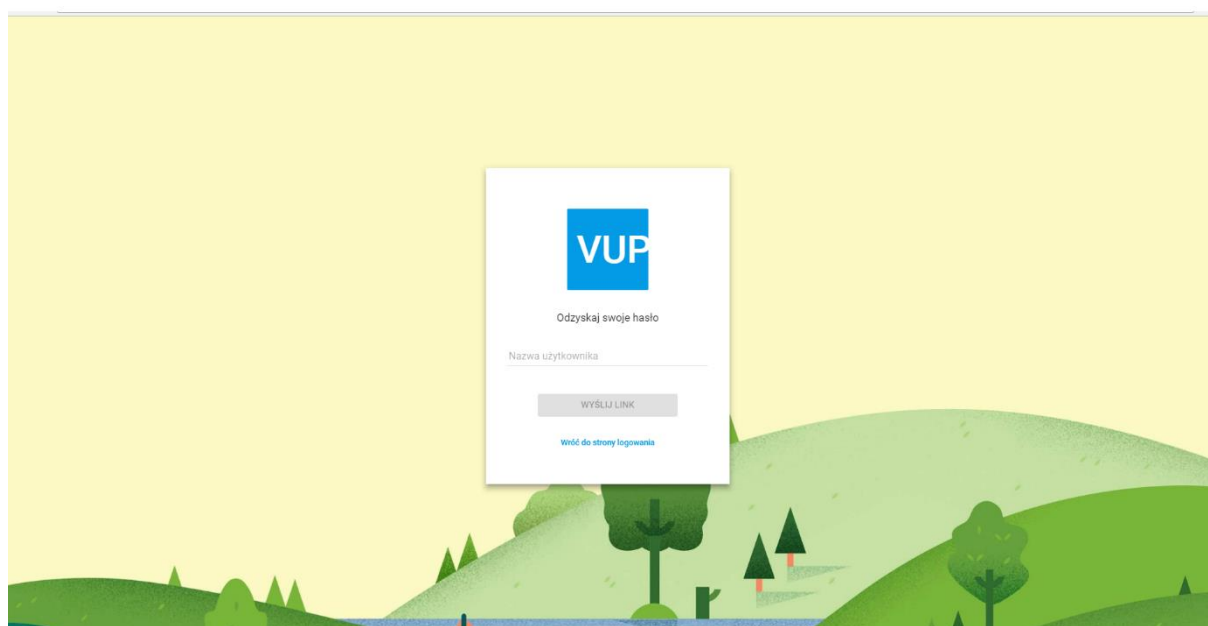 VUP
Odzyskaj swoje hasło
Nazwa użytkownika
WYŚLIJ LINK
Wróć do strony logowania